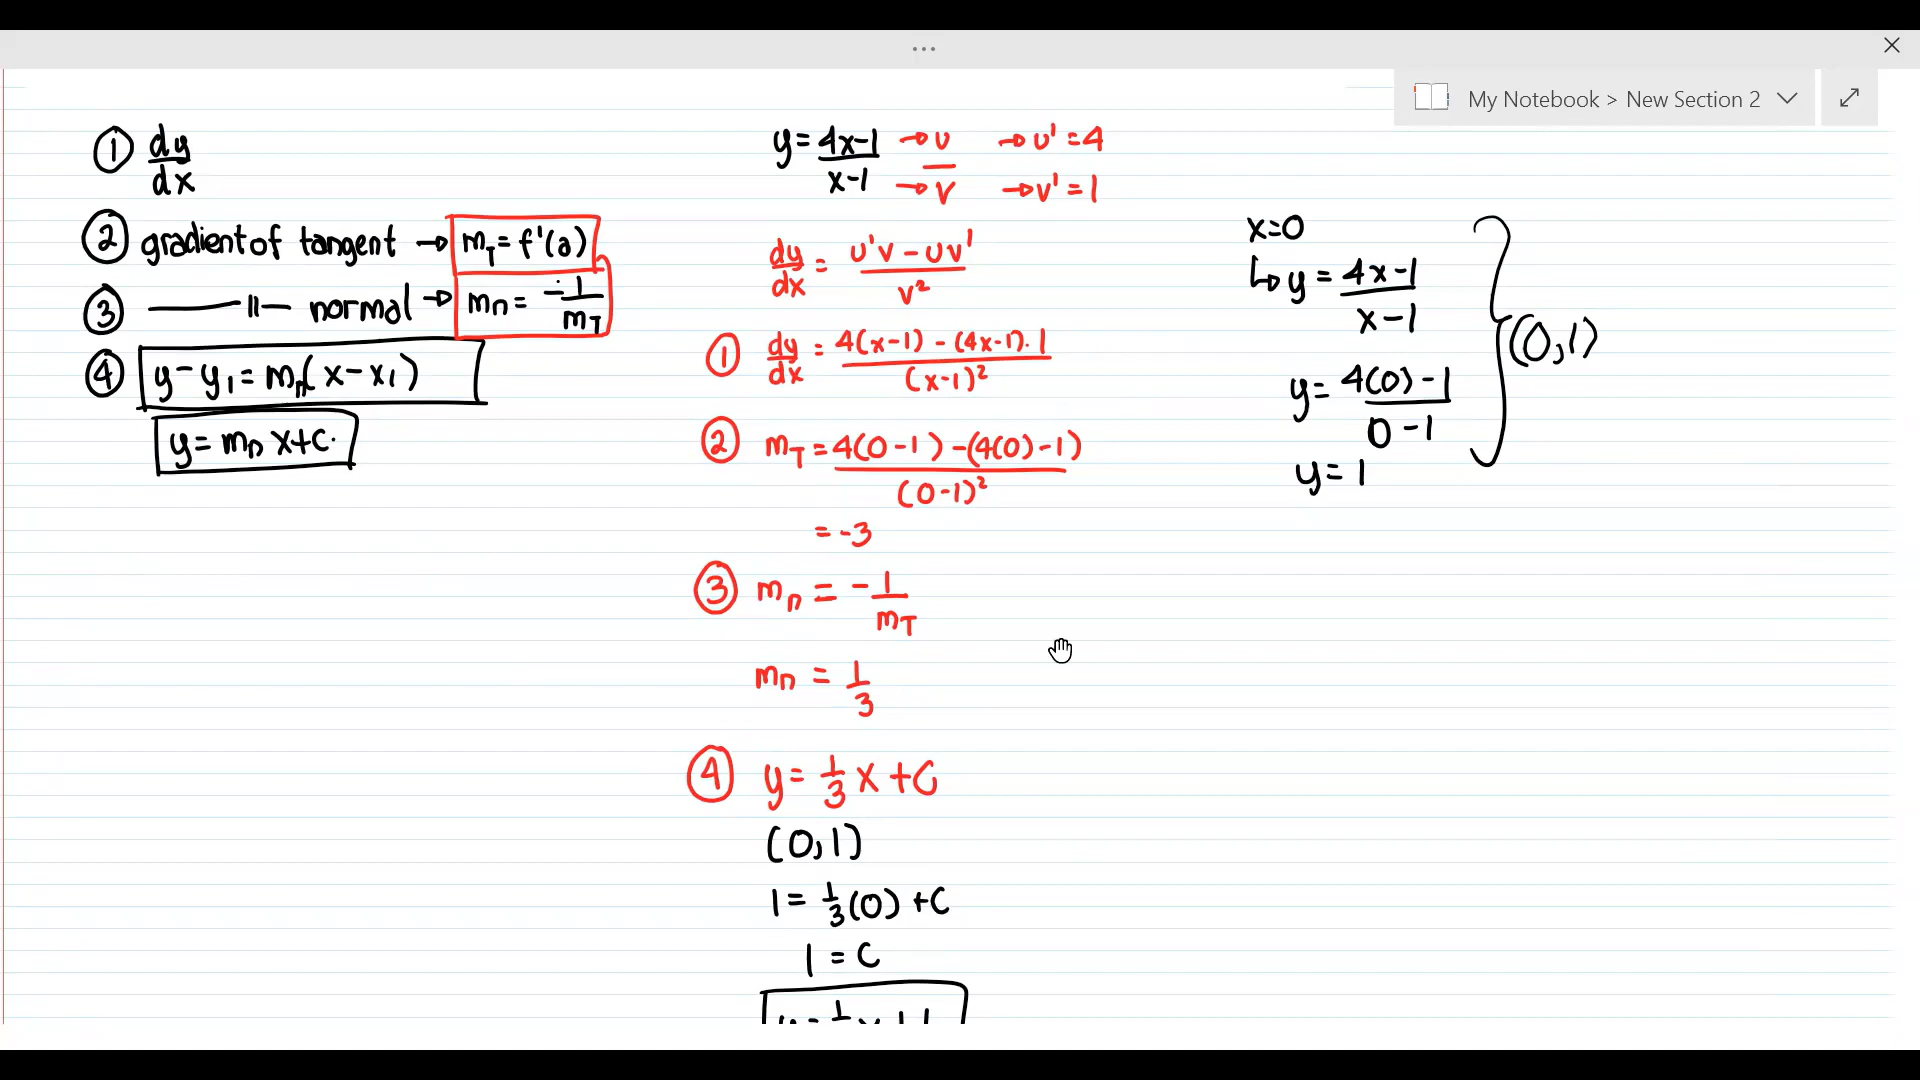 ...
My Notebook > New Section 2
① dy/dx
② gradient of tangent → m_T = f'(a)
③ —— 11 — normal → m_n = -1/m_T
④ y - y₁ = m_n(x - x₁)
y = m_n x + c.
y = 4x-1/x-1 → u → u' = 4
→ v → v' = 1
dy/dx = u'v - uv'/v²
① dy/dx = 4(x-1) - (4x-1)·1/(x-1)²
② m_T = 4(0-1) - (4(0)-1)/(0-1)²
= -3
③ m_n = -1/m_T
m_n = 1/3
④ y = 1/3 x + C
(0,1)
1 = 1/3(0) + C
1 = C
y = 1/3 x + 1
x=0
↳ y = 4x-1/x-1
y = 4(0)-1/0-1
y = 1
(0,1)